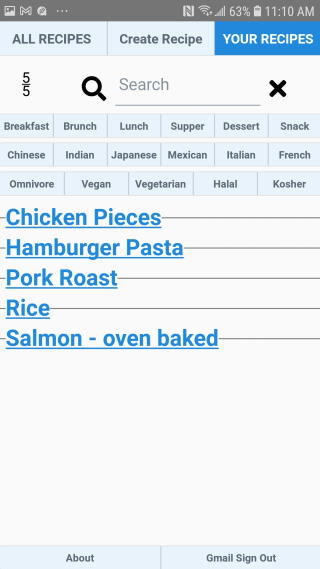 63% 11:10 AM
ALL RECIPES Create Recipe YOUR RECIPES
5
5
Search
Breakfast Brunch Lunch Supper Dessert Snack
Chinese Indian Japanese Mexican Italian French
Omnivore Vegan Vegetarian Halal Kosher
Chicken Pieces
Hamburger Pasta
Pork Roast
Rice
Salmon - oven baked
About Gmail Sign Out